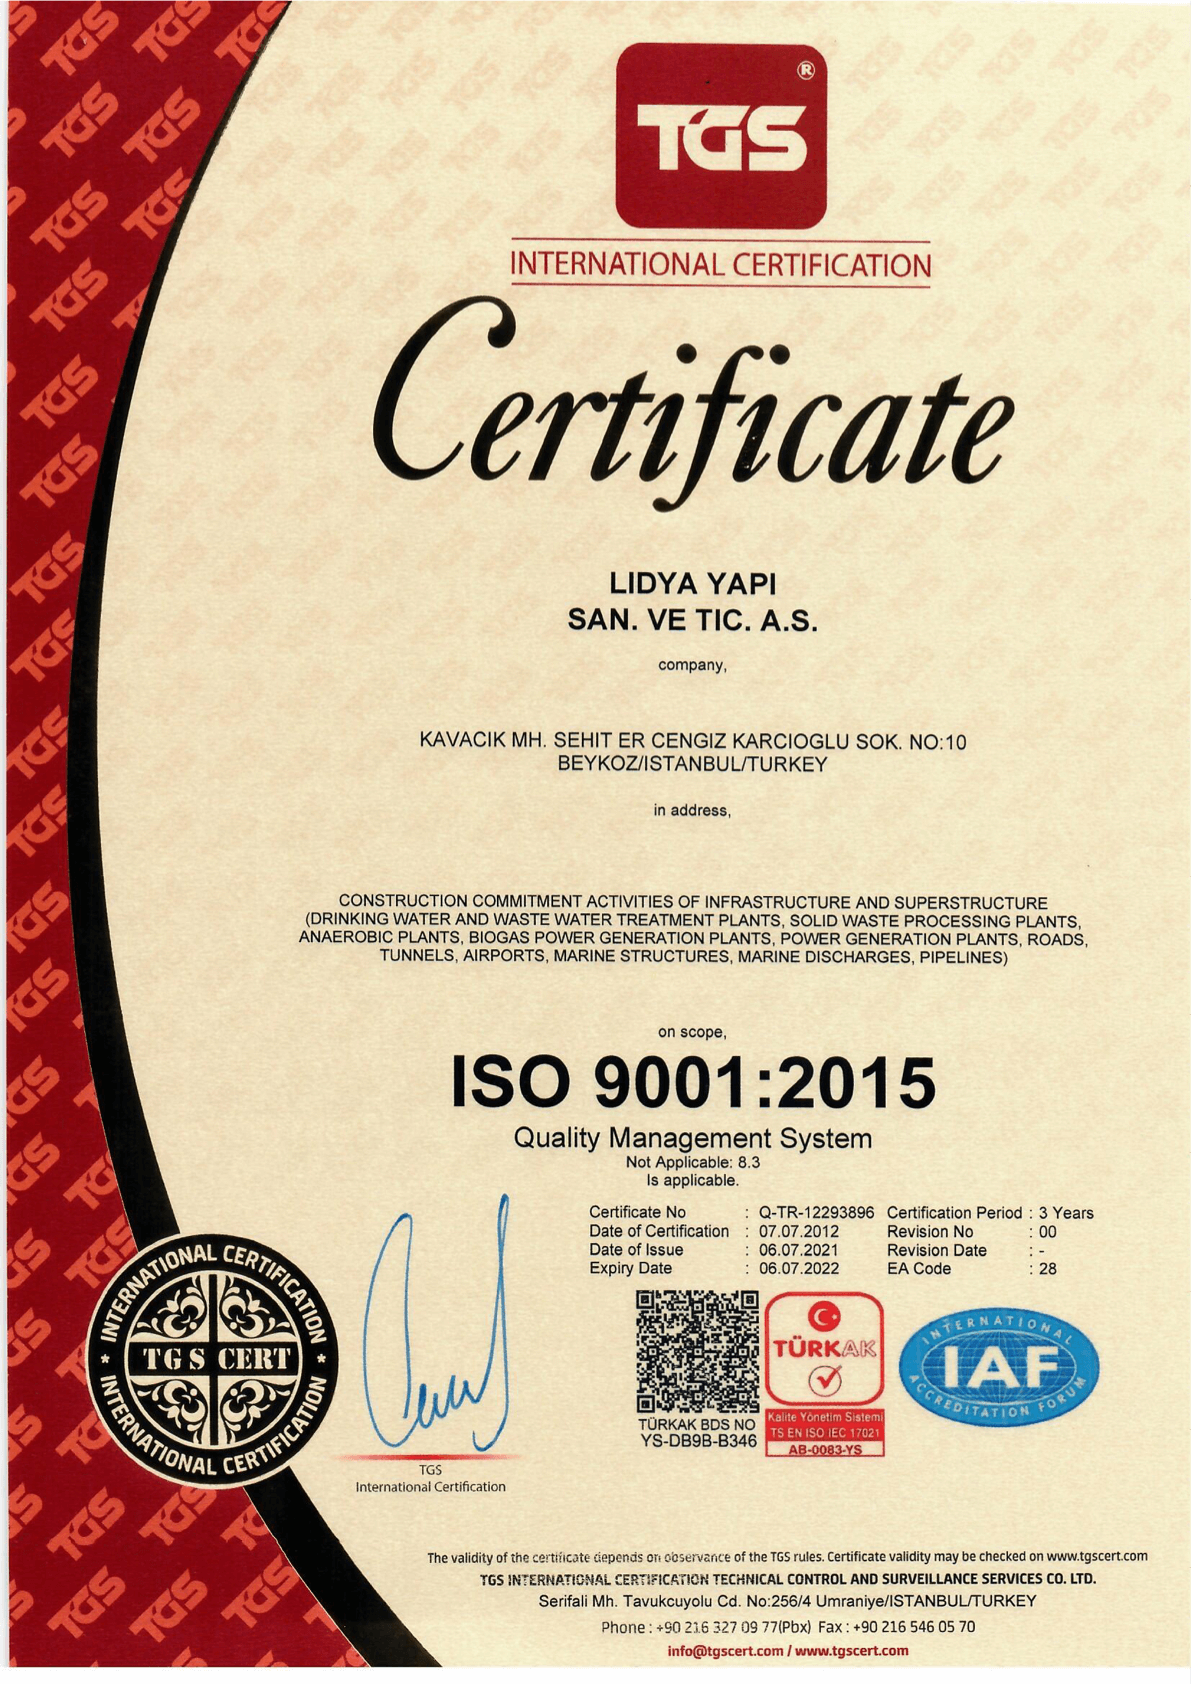 TGS
®
INTERNATIONAL CERTIFICATION
Certificate
LIDYA YAPI
SAN. VE TIC. A.S.
company,
KAVACIK MH. SEHIT ER CENGIZ KARCIOGLU SOK. NO:10
BEYKOZ/ISTANBUL/TURKEY
in address,
CONSTRUCTION COMMITMENT ACTIVITIES OF INFRASTRUCTURE AND SUPERSTRUCTURE
(DRINKING WATER AND WASTE WATER TREATMENT PLANTS, SOLID WASTE PROCESSING PLANTS,
ANAEROBIC PLANTS, BIOGAS POWER GENERATION PLANTS, POWER GENERATION PLANTS, ROADS,
TUNNELS, AIRPORTS, MARINE STRUCTURES, MARINE DISCHARGES, PIPELINES)
on scope,
ISO 9001:2015
Quality Management System
Not Applicable: 8.3
Is applicable.
Certificate No : Q-TR-12293896 Certification Period : 3 Years
Date of Certification : 07.07.2012 Revision No : 00
Date of Issue : 06.07.2021 Revision Date : -
Expiry Date : 06.07.2022 EA Code : 28
INTERNATIONAL CERTIFICATION
* TGS CERT *
INTERNATIONAL CERTIFICATION
TGS
International Certification
TÜRKAK BDS NO
YS-DB9B-B346
TÜRKAK
Kalite Yönetim Sistemi
TS EN ISO IEC 17021
AB-0083-YS
INTERNATIONAL
IAF
ACCREDITATION FORUM
The validity of the certificate depends on observance of the TGS rules. Certificate validity may be checked on www.tgscert.com
TGS INTERNATIONAL CERTIFICATION TECHNICAL CONTROL AND SURVEILLANCE SERVICES CO. LTD.
Serifali Mh. Tavukcuyolu Cd. No:256/4 Umraniye/ISTANBUL/TURKEY
Phone : +90 216 327 09 77(Pbx) Fax : +90 216 546 05 70
info@tgscert.com / www.tgscert.com